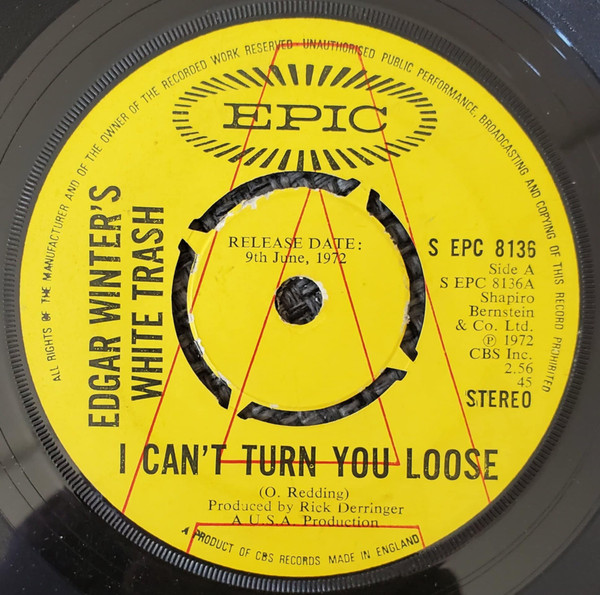 ALL RIGHTS OF THE MANUFACTURER AND OF THE OWNER OF THE RECORDED WORK RESERVED - UNAUTHORISED PUBLIC PERFORMANCE, BROADCASTING AND COPYING OF THIS RECORD PROHIBITED
EPIC
EDGAR WINTER'S
WHITE TRASH
RELEASE DATE:
9th June, 1972
S EPC 8136
Side A
S EPC 8136A
Shapiro
Bernstein
& Co. Ltd.
℗ 1972
CBS Inc.
2.56
45
STEREO
A
I CAN'T TURN YOU LOOSE
(O. Redding)
Produced by Rick Derringer
A U.S.A. Production
A PRODUCT OF CBS RECORDS MADE IN ENGLAND